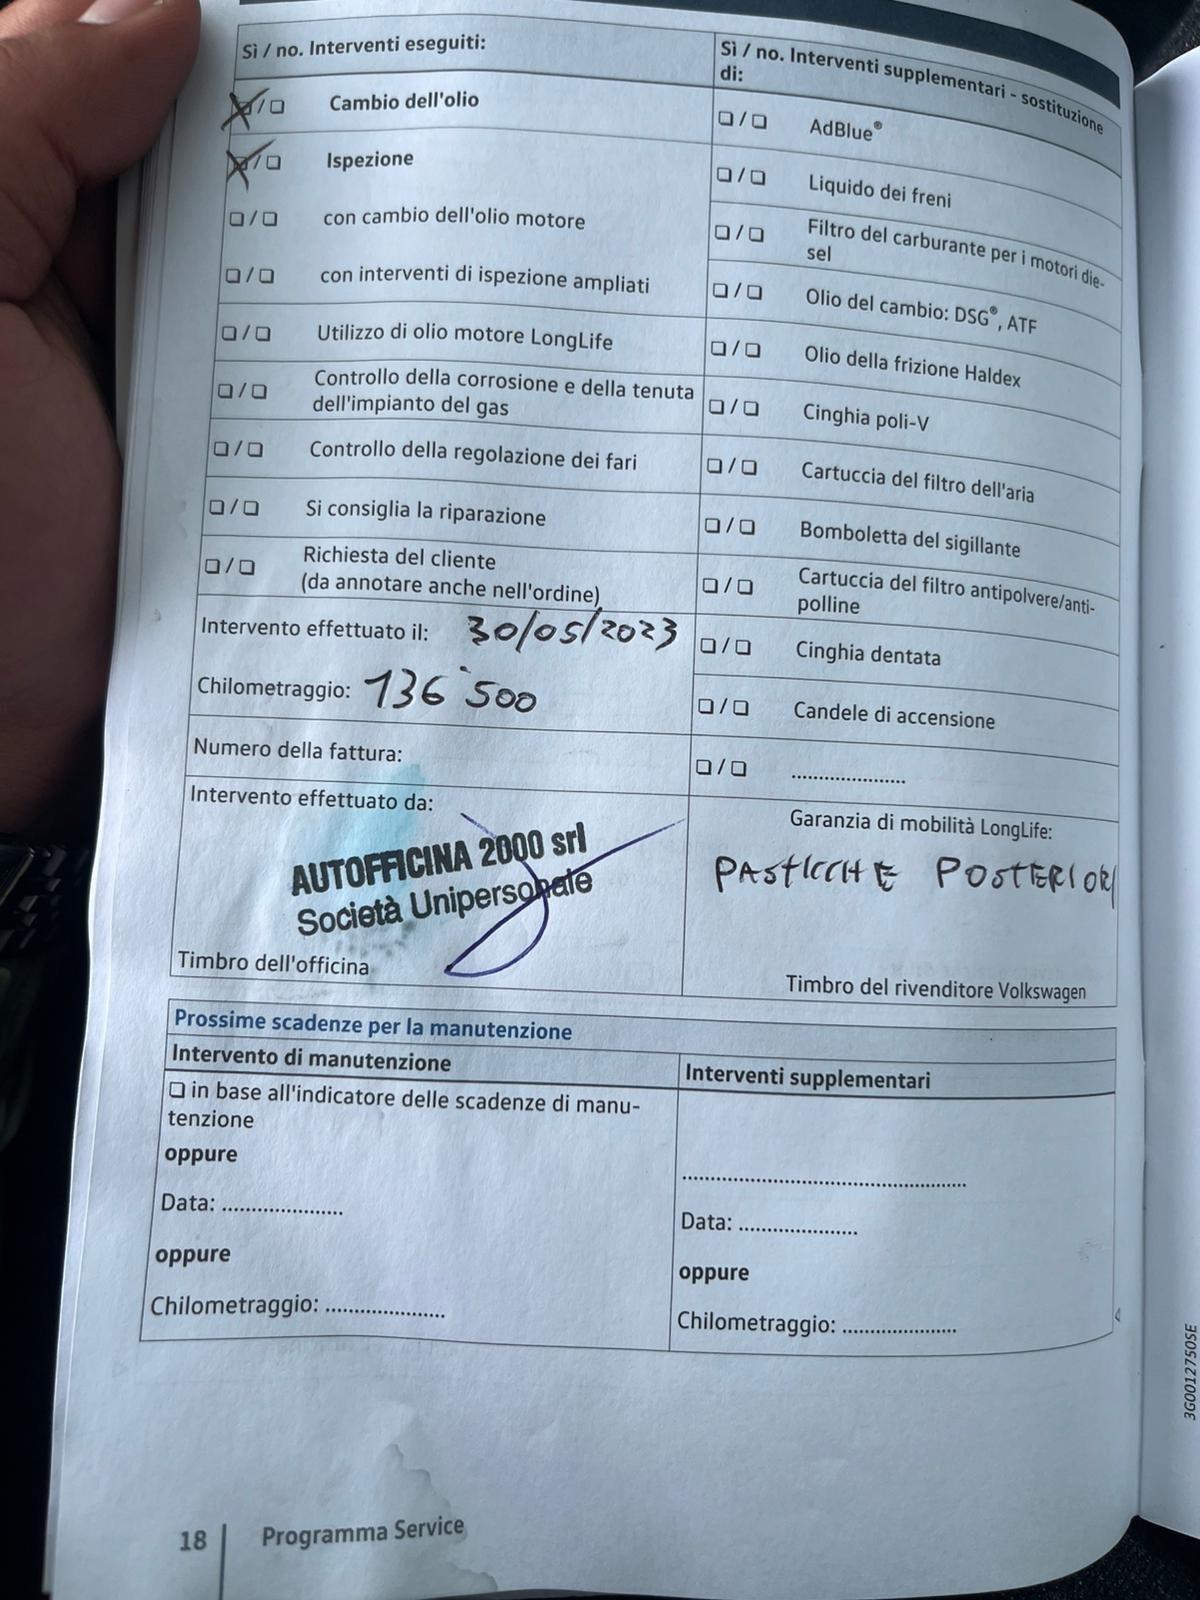 Sì / no. Interventi eseguiti:
❏ / ❏ Cambio dell'olio
❏ / ❏ Ispezione
❏ / ❏ con cambio dell'olio motore
❏ / ❏ con interventi di ispezione ampliati
❏ / ❏ Utilizzo di olio motore LongLife
❏ / ❏ Controllo della corrosione e della tenuta
dell'impianto del gas
❏ / ❏ Controllo della regolazione dei fari
❏ / ❏ Si consiglia la riparazione
❏ / ❏ Richiesta del cliente
(da annotare anche nell'ordine)
Intervento effettuato il: 30/05/2023
Chilometraggio: 136˙500
Numero della fattura:
Intervento effettuato da:
AUTOFFICINA 2000 srl
Società Unipersonale
Timbro dell'officina
Sì / no. Interventi supplementari - sostituzione
di:
❏ / ❏ AdBlue®
❏ / ❏ Liquido dei freni
❏ / ❏ Filtro del carburante per i motori die-
sel
❏ / ❏ Olio del cambio: DSG®, ATF
❏ / ❏ Olio della frizione Haldex
❏ / ❏ Cinghia poli-V
❏ / ❏ Cartuccia del filtro dell'aria
❏ / ❏ Bomboletta del sigillante
❏ / ❏ Cartuccia del filtro antipolvere/anti-
polline
❏ / ❏ Cinghia dentata
❏ / ❏ Candele di accensione
❏ / ❏ .....................
Garanzia di mobilità LongLife:
PASTICCHE POSTERIORI
Timbro del rivenditore Volkswagen
Prossime scadenze per la manutenzione
Intervento di manutenzione
❏ in base all'indicatore delle scadenze di manu-
tenzione
oppure
Data: ......................
oppure
Chilometraggio: ......................
Interventi supplementari
....................................................
Data: ......................
oppure
Chilometraggio: .....................
18 Programma Service
3G0012750SE